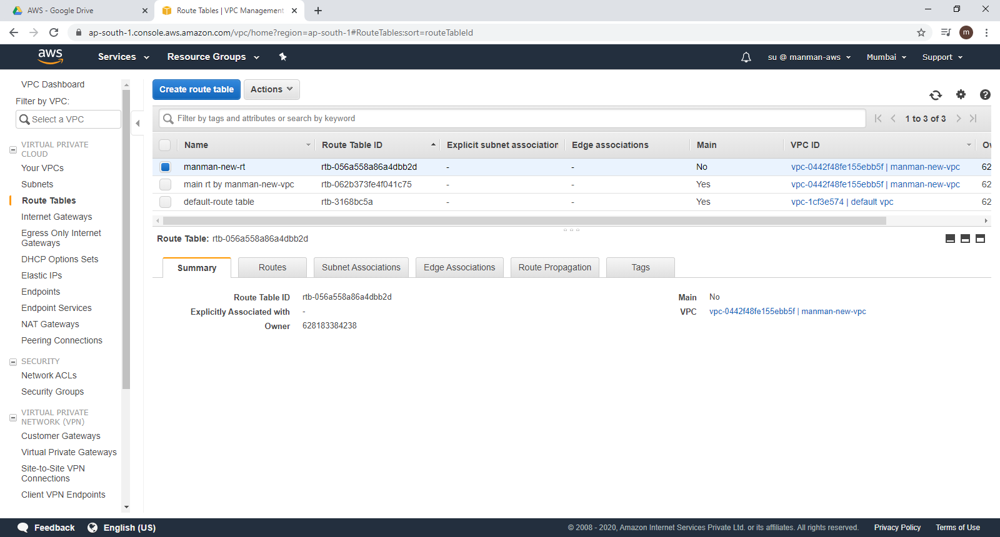 AWS - Google Drive
Route Tables | VPC Management
ap-south-1.console.aws.amazon.com/vpc/home?region=ap-south-1#RouteTables:sort=routeTableId
m
aws
Services
Resource Groups
su @ manman-aws
Mumbai
Support
VPC Dashboard
Filter by VPC:
Select a VPC
VIRTUAL PRIVATE
CLOUD
Your VPCs
Subnets
Route Tables
Internet Gateways
Egress Only Internet
Gateways
DHCP Options Sets
Elastic IPs
Endpoints
Endpoint Services
NAT Gateways
Peering Connections
SECURITY
Network ACLs
Security Groups
VIRTUAL PRIVATE
NETWORK (VPN)
Customer Gateways
Virtual Private Gateways
Site-to-Site VPN
Connections
Client VPN Endpoints
Create route table
Actions
Filter by tags and attributes or search by keyword
1 to 3 of 3
Name Route Table ID Explicit subnet association Edge associations Main VPC ID Ow
manman-new-rt rtb-056a558a86a4dbb2d - - No vpc-0442f48fe155ebb5f | manman-new-vpc 62
main rt by manman-new-vpc rtb-062b373fe4f041c75 - - Yes vpc-0442f48fe155ebb5f | manman-new-vpc 62
default-route table rtb-3168bc5a - - Yes vpc-1cf3e574 | default vpc 62
Route Table: rtb-056a558a86a4dbb2d
Summary Routes Subnet Associations Edge Associations Route Propagation Tags
Route Table ID rtb-056a558a86a4dbb2d
Explicitly Associated with -
Owner 628183384238
Main No
VPC vpc-0442f48fe155ebb5f | manman-new-vpc
Feedback
English (US)
© 2008 - 2020, Amazon Internet Services Private Ltd. or its affiliates. All rights reserved.
Privacy Policy
Terms of Use